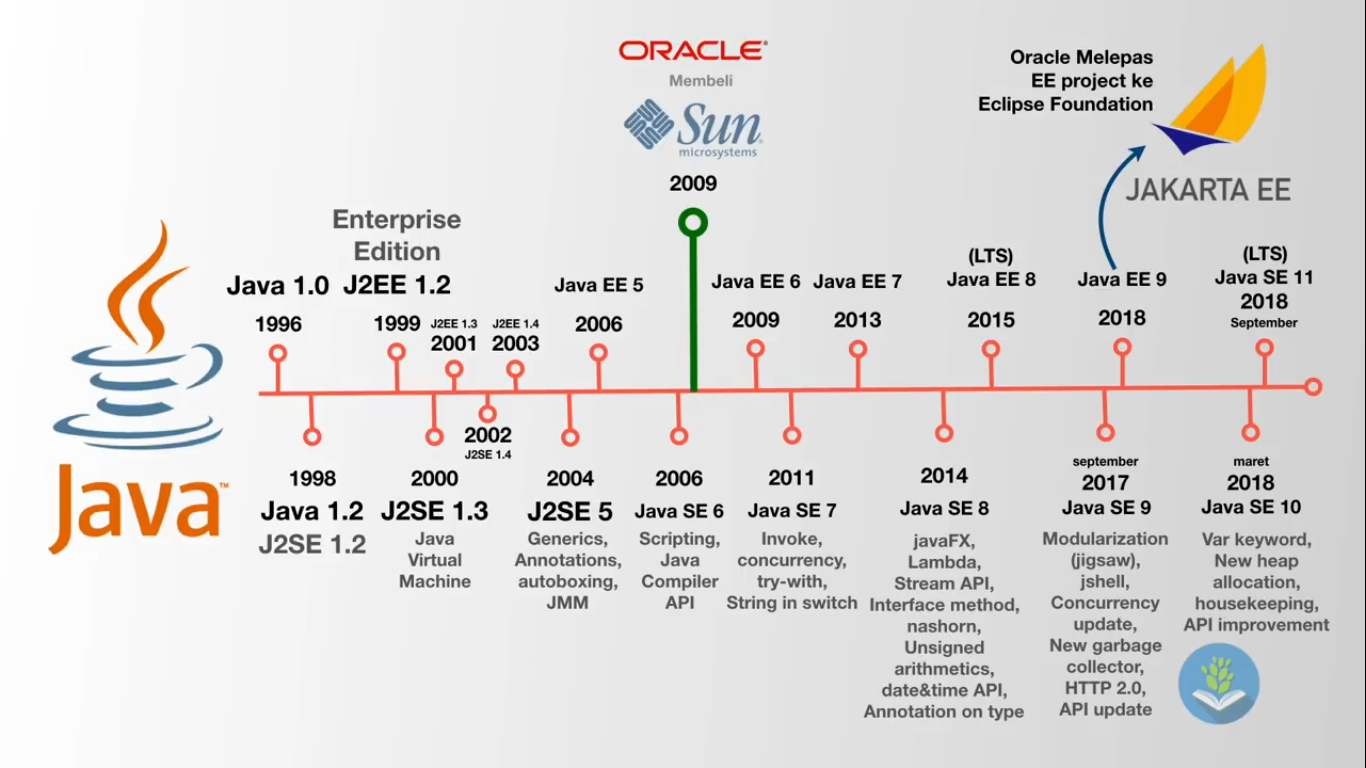 ORACLE
Membeli
Sun
microsystems
2009
Oracle Melepas
EE project ke
Eclipse Foundation
JAKARTA EE
Enterprise
Edition
Java 1.0
1996
J2EE 1.2
1999
J2EE 1.3
2001
J2EE 1.4
2003
Java EE 5
2006
Java EE 6
2009
Java EE 7
2013
(LTS)
Java EE 8
2015
Java EE 9
2018
(LTS)
Java SE 11
2018
September
Java™
1998
Java 1.2
J2SE 1.2
2000
J2SE 1.3
Java
Virtual
Machine
2002
J2SE 1.4
2004
J2SE 5
Generics,
Annotations,
autoboxing,
JMM
2006
Java SE 6
Scripting,
Java
Compiler
API
2011
Java SE 7
Invoke,
concurrency,
try-with,
String in switch
2014
Java SE 8
javaFX,
Lambda,
Stream API,
Interface method,
nashorn,
Unsigned
arithmetics,
date&time API,
Annotation on type
september
2017
Java SE 9
Modularization
(jigsaw),
jshell,
Concurrency
update,
New garbage
collector,
HTTP 2.0,
API update
maret
2018
Java SE 10
Var keyword,
New heap
allocation,
housekeeping,
API improvement